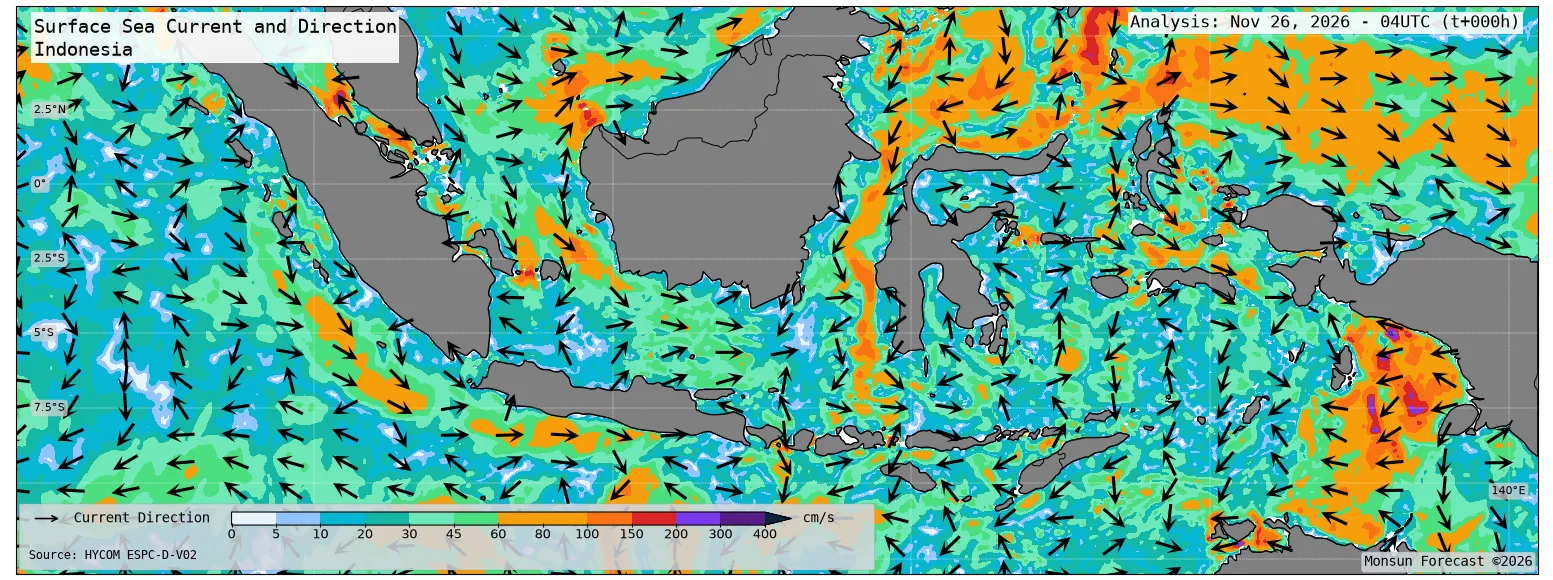 Surface Sea Current and Direction
Indonesia
Analysis: Nov 26, 2026 - 04UTC (t+000h)
2.5°N
0°
2.5°S
5°S
7.5°S
140°E
Current Direction
0 5 10 20 30 45 60 80 100 150 200 300 400 cm/s
Source: HYCOM ESPC-D-V02
Monsun Forecast ©2026